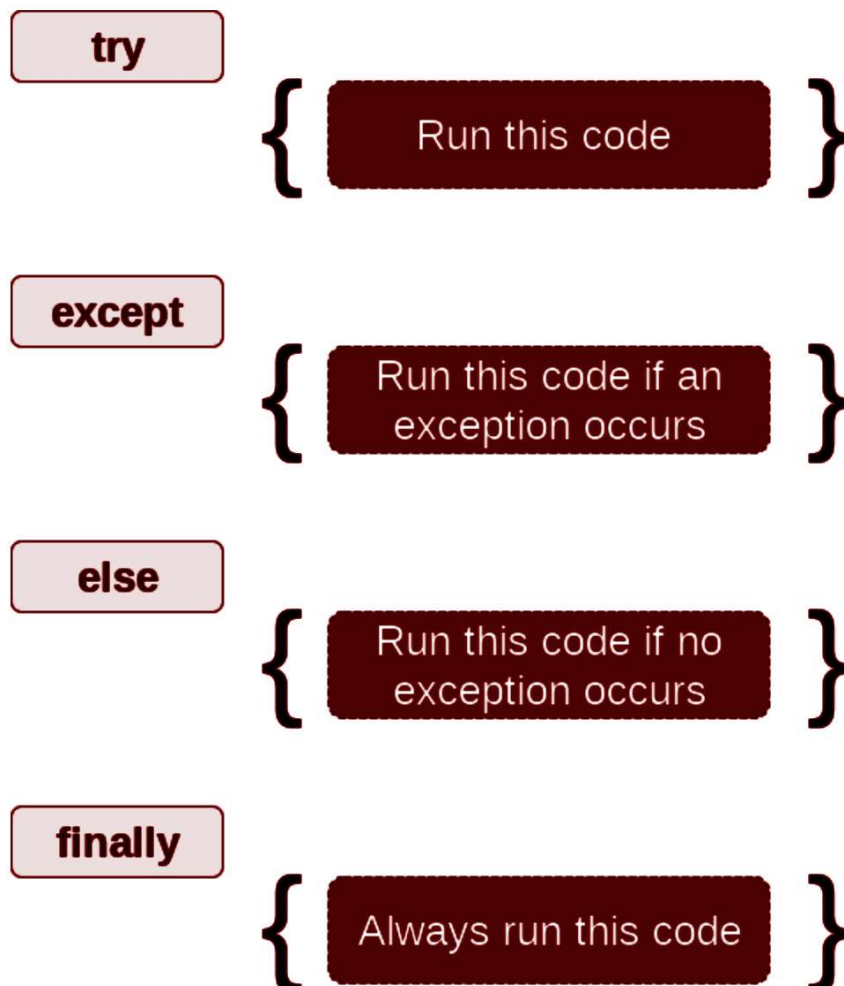 try
{ Run this code }
except
{ Run this code if an
exception occurs }
else
{ Run this code if no
exception occurs }
finally
{ Always run this code }